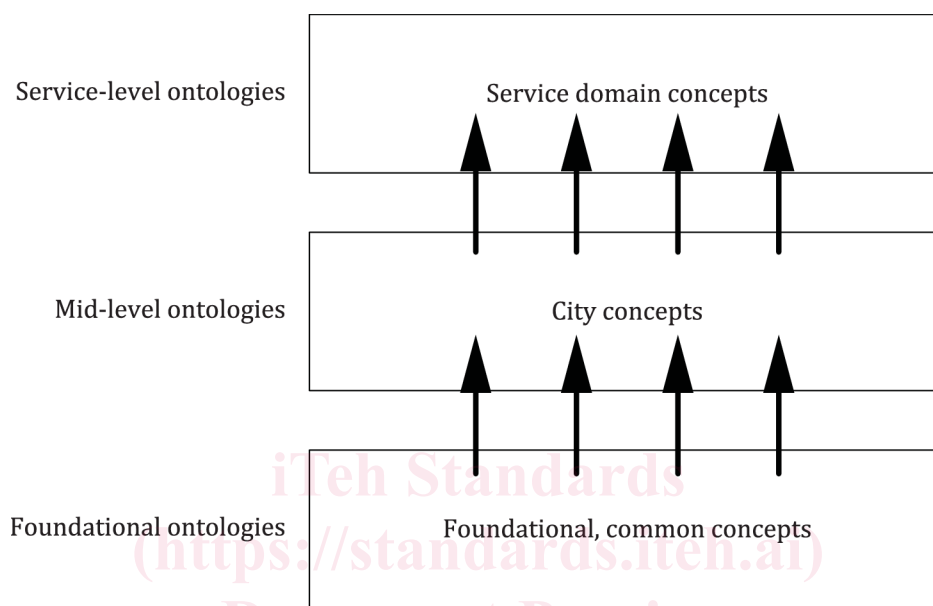 Service-level ontologies
Service domain concepts
Mid-level ontologies
City concepts
iTeh Standards
Foundational ontologies
Foundational, common concepts
(https://standards.iteh.ai)